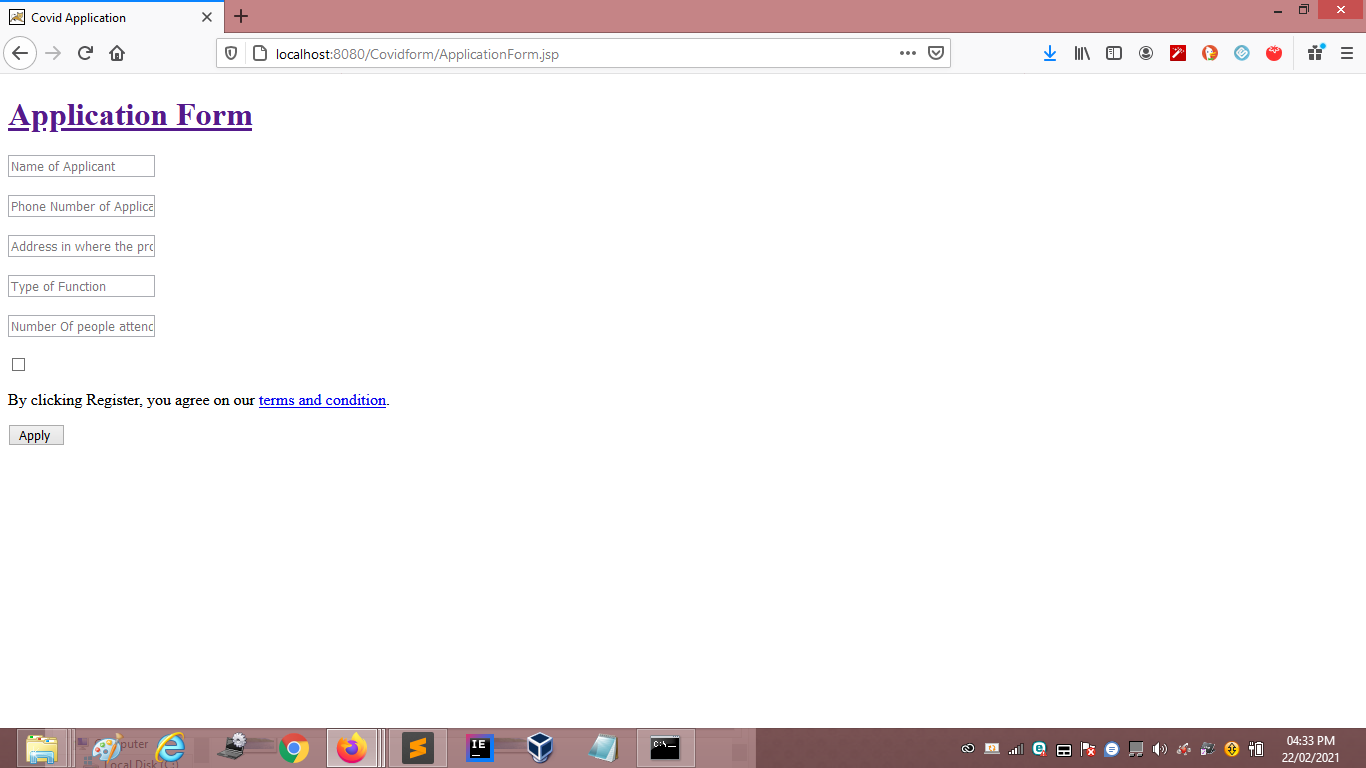 Covid Application
localhost:8080/Covidform/ApplicationForm.jsp
Application Form
Name of Applicant
Phone Number of Applica
Address in where the pro
Type of Function
Number Of people attend
By clicking Register, you agree on our terms and condition.
Apply
puter
Local Disk (C:)
IE
C:\
04:33 PM
22/02/2021